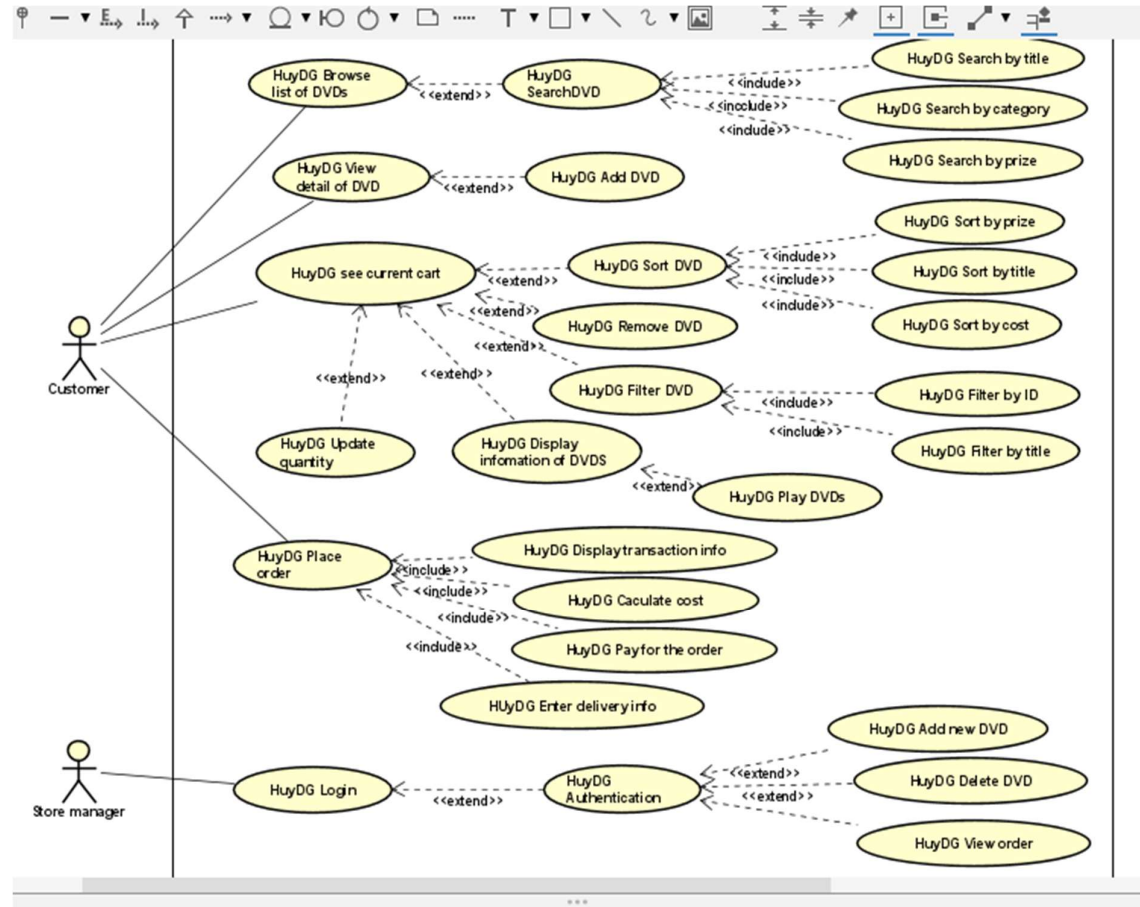 HuyDG Browse
list of DVDs
<<extend>>
HuyDG
SearchDVD
<<include>>
<<incclude>>
<<include>>
HuyDG Search by title
HuyDG Search by category
HuyDG Search by prize
HuyDG View
detail of DVD
<<extend>>
HuyDG Add DVD
HuyDG see current cart
<<extend>>
HuyDG Sort DVD
<<include>>
<<include>>
<<include>>
HuyDG Sort by prize
HuyDG Sort by title
HuyDG Sort by cost
<<extend>>
HuyDG Remove DVD
<<extend>>
HuyDG Filter DVD
<<include>>
<<include>>
HuyDG Filter by ID
HuyDG Filter by title
Customer
<<extend>>
<<extend>>
HuyDG Update
quantity
HuyDG Display
infomation of DVDS
<<extend>>
HuyDG Play DVDs
HuyDG Place
order
<<include>>
<<include>>
<<include>>
<<include>>
HuyDG Display transaction info
HuyDG Caculate cost
HuyDG Pay for the order
HUyDG Enter delivery info
Store manager
HuyDG Login
<<extend>>
HuyDG
Authentication
<<extend>>
<<extend>>
HuyDG Add new DVD
HuyDG Delete DVD
HuyDG View order